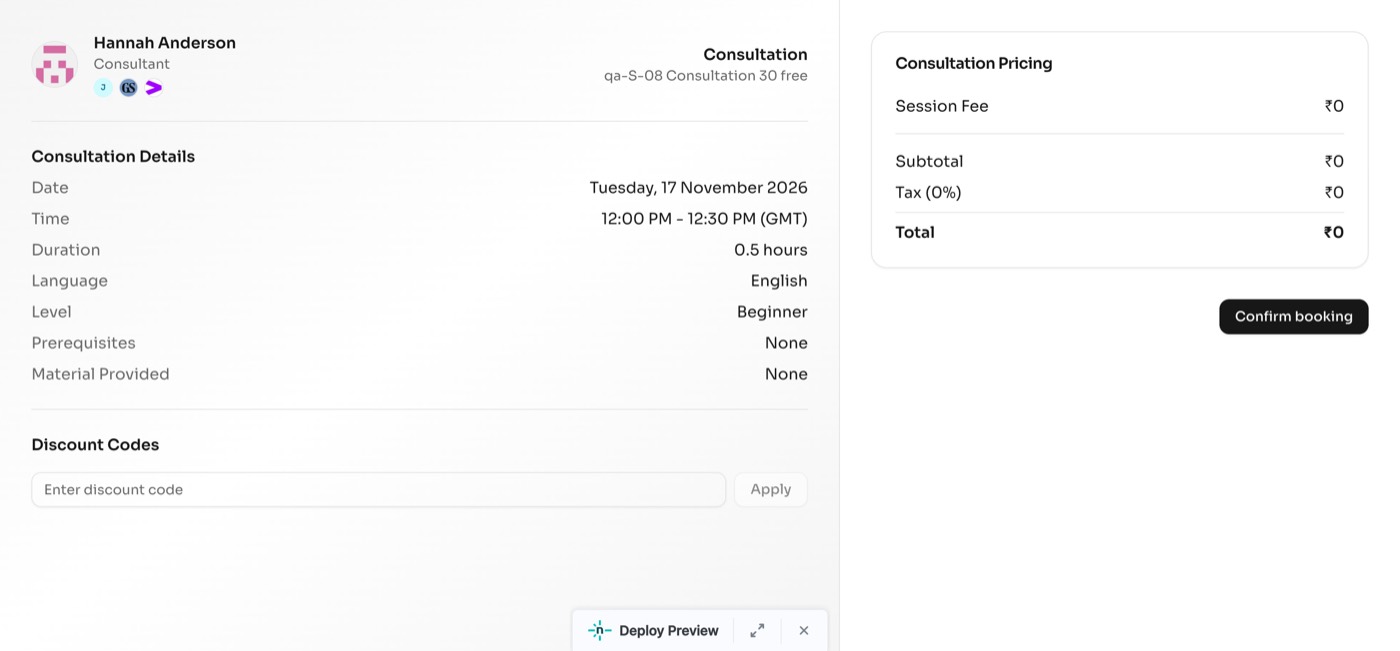 Hannah Anderson
Consultant
J GS
Consultation
qa-S-08 Consultation 30 free
Consultation Details
Date Tuesday, 17 November 2026
Time 12:00 PM - 12:30 PM (GMT)
Duration 0.5 hours
Language English
Level Beginner
Prerequisites None
Material Provided None
Discount Codes
Enter discount code Apply
Consultation Pricing
Session Fee ₹0
Subtotal ₹0
Tax (0%) ₹0
Total ₹0
Confirm booking
n Deploy Preview